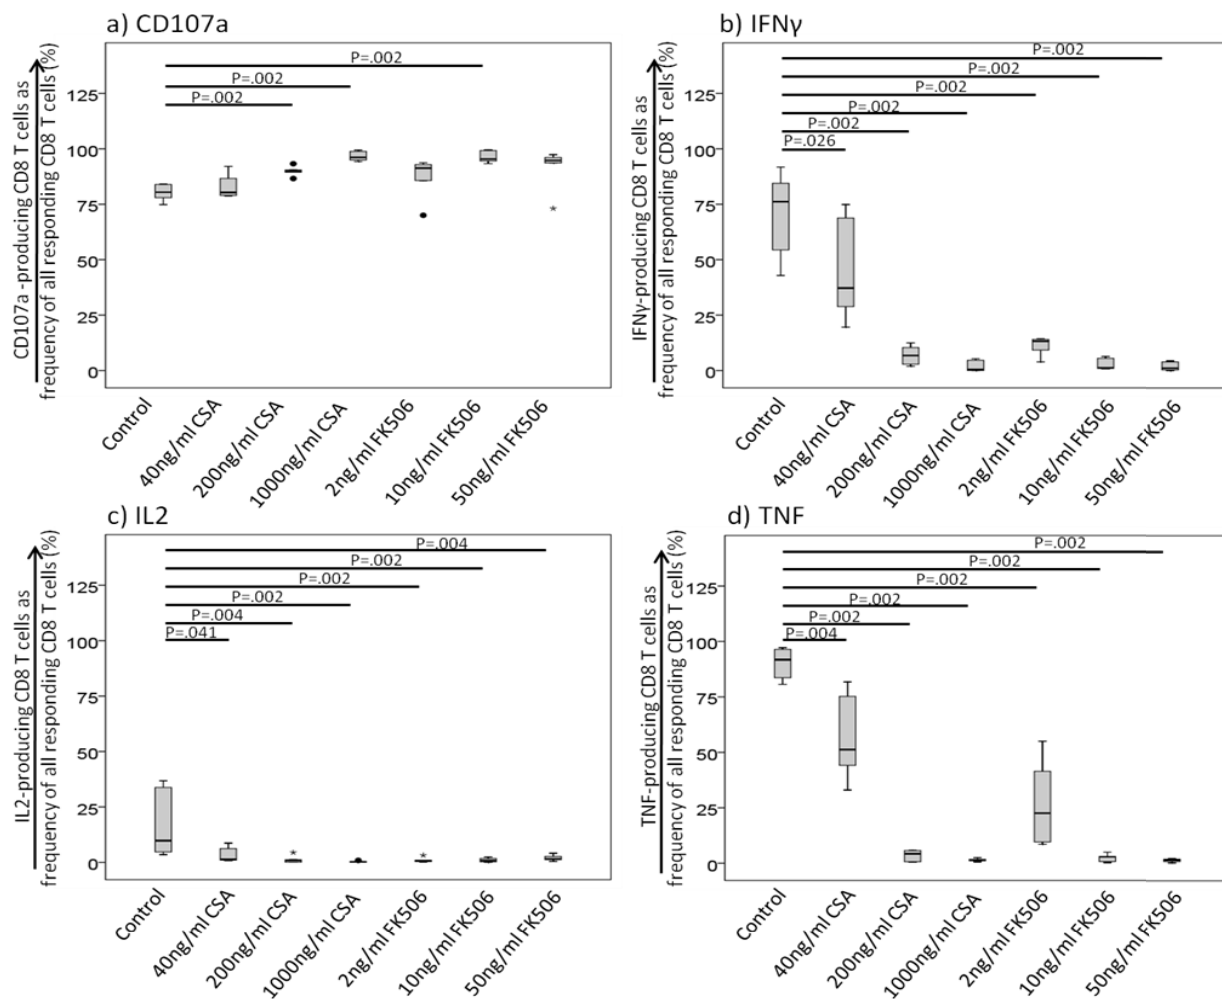 a) CD107a
CD107a -producing CD8 T cells as
frequency of all responding CD8 T cells (%)
P=.002
P=.002
P=.002
125
100
75
50
25
0
Control
40ng/ml CSA
200ng/ml CSA
1000ng/ml CSA
2ng/ml FK506
10ng/ml FK506
50ng/ml FK506
b) IFNγ
IFNγ-producing CD8 T cells as
frequency of all responding CD8 T cells (%)
P=.002
P=.002
P=.002
P=.002
P=.002
P=.026
125
100
75
50
25
0
Control
40ng/ml CSA
200ng/ml CSA
1000ng/ml CSA
2ng/ml FK506
10ng/ml FK506
50ng/ml FK506
c) IL2
IL2-producing CD8 T cells as
frequency of all responding CD8 T cells (%)
P=.004
P=.002
P=.002
P=.002
P=.004
P=.041
125
100
75
50
25
0
Control
40ng/ml CSA
200ng/ml CSA
1000ng/ml CSA
2ng/ml FK506
10ng/ml FK506
50ng/ml FK506
d) TNF
TNF-producing CD8 T cells as
frequency of all responding CD8 T cells (%)
P=.002
P=.002
P=.002
P=.002
P=.002
P=.004
125
100
75
50
25
0
Control
40ng/ml CSA
200ng/ml CSA
1000ng/ml CSA
2ng/ml FK506
10ng/ml FK506
50ng/ml FK506